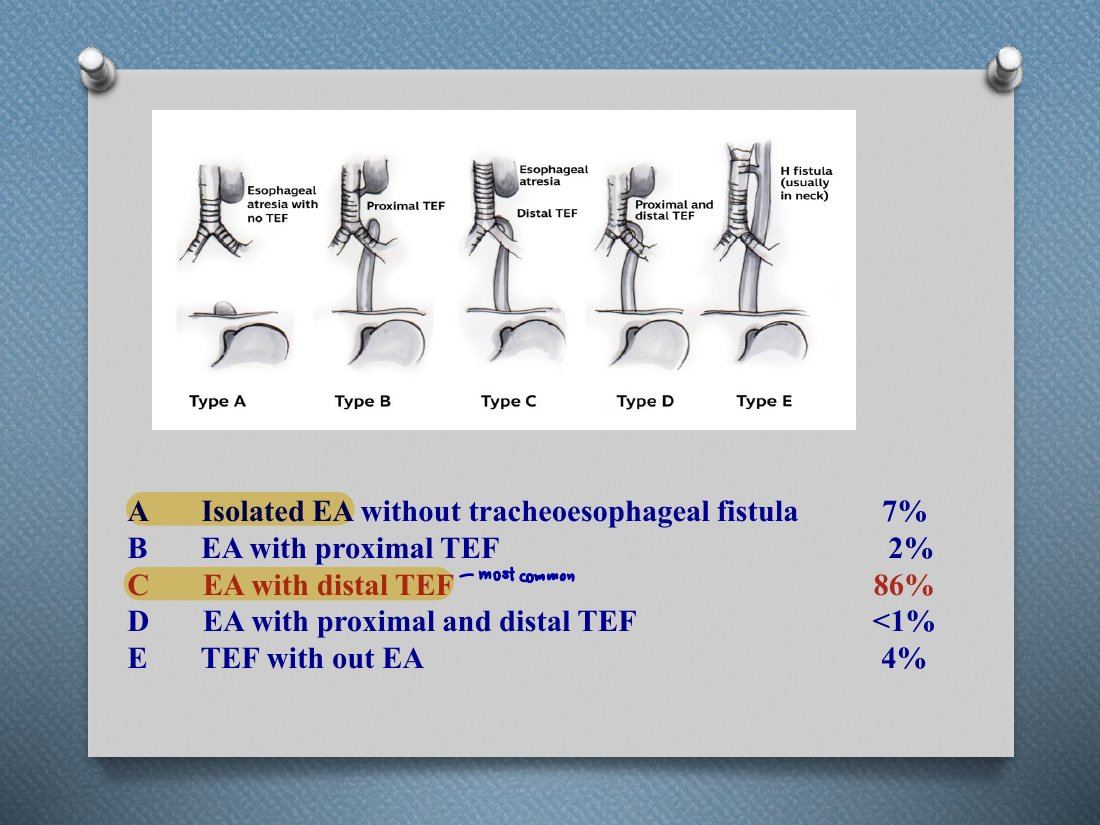 Esophageal
atresia with
no TEF
Proximal TEF
Esophageal
atresia
Distal TEF
Proximal and
distal TEF
H fistula
(usually
in neck)
Type A
Type B
Type C
Type D
Type E
A Isolated EA without tracheoesophageal fistula 7%
B EA with proximal TEF 2%
C EA with distal TEF – most common 86%
D EA with proximal and distal TEF <1%
E TEF with out EA 4%